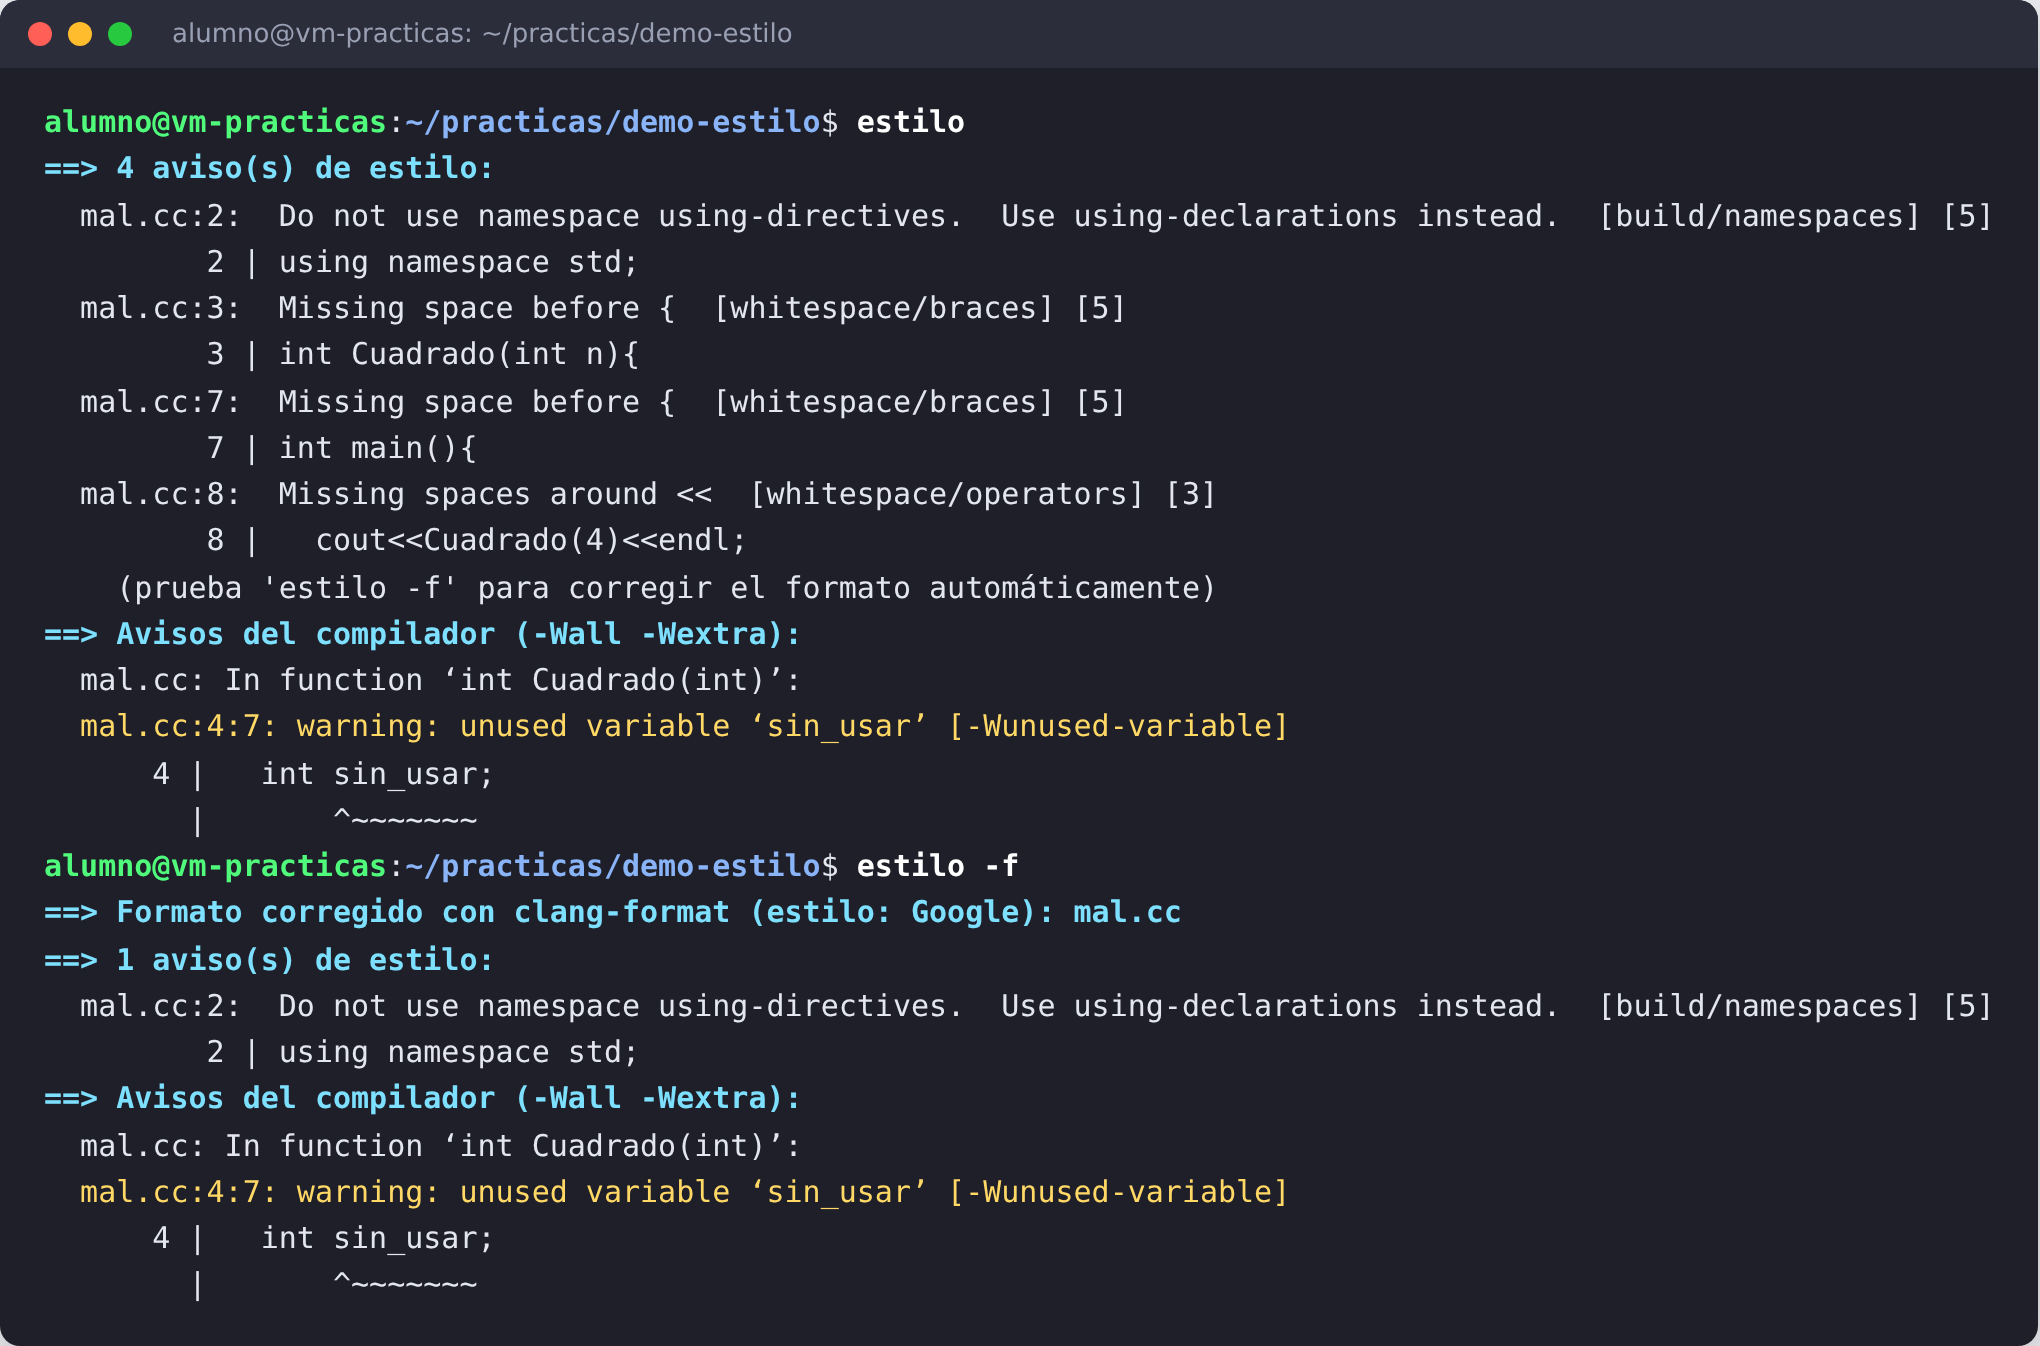 alumno@vm-practicas: ~/practicas/demo-estilo
alumno@vm-practicas:~/practicas/demo-estilo$ estilo
==> 4 aviso(s) de estilo:
  mal.cc:2:  Do not use namespace using-directives.  Use using-declarations instead.  [build/namespaces] [5]
         2 | using namespace std;
  mal.cc:3:  Missing space before {  [whitespace/braces] [5]
         3 | int Cuadrado(int n){
  mal.cc:7:  Missing space before {  [whitespace/braces] [5]
         7 | int main(){
  mal.cc:8:  Missing spaces around <<  [whitespace/operators] [3]
         8 |   cout<<Cuadrado(4)<<endl;
    (prueba 'estilo -f' para corregir el formato automáticamente)
==> Avisos del compilador (-Wall -Wextra):
  mal.cc: In function ‘int Cuadrado(int)’:
  mal.cc:4:7: warning: unused variable ‘sin_usar’ [-Wunused-variable]
      4 |   int sin_usar;
        |       ^~~~~~~~
alumno@vm-practicas:~/practicas/demo-estilo$ estilo -f
==> Formato corregido con clang-format (estilo: Google): mal.cc
==> 1 aviso(s) de estilo:
  mal.cc:2:  Do not use namespace using-directives.  Use using-declarations instead.  [build/namespaces] [5]
         2 | using namespace std;
==> Avisos del compilador (-Wall -Wextra):
  mal.cc: In function ‘int Cuadrado(int)’:
  mal.cc:4:7: warning: unused variable ‘sin_usar’ [-Wunused-variable]
      4 |   int sin_usar;
        |       ^~~~~~~~